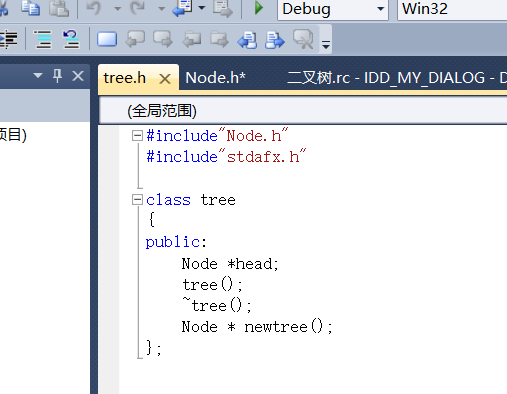 Debug
Win32
tree.h
Node.h*
二叉树.rc - IDD_MY_DIALOG - D
(全局范围)
项目)
#include"Node.h"
#include"stdafx.h"
class tree
{
public:
Node *head;
tree();
~tree();
Node * newtree();
};